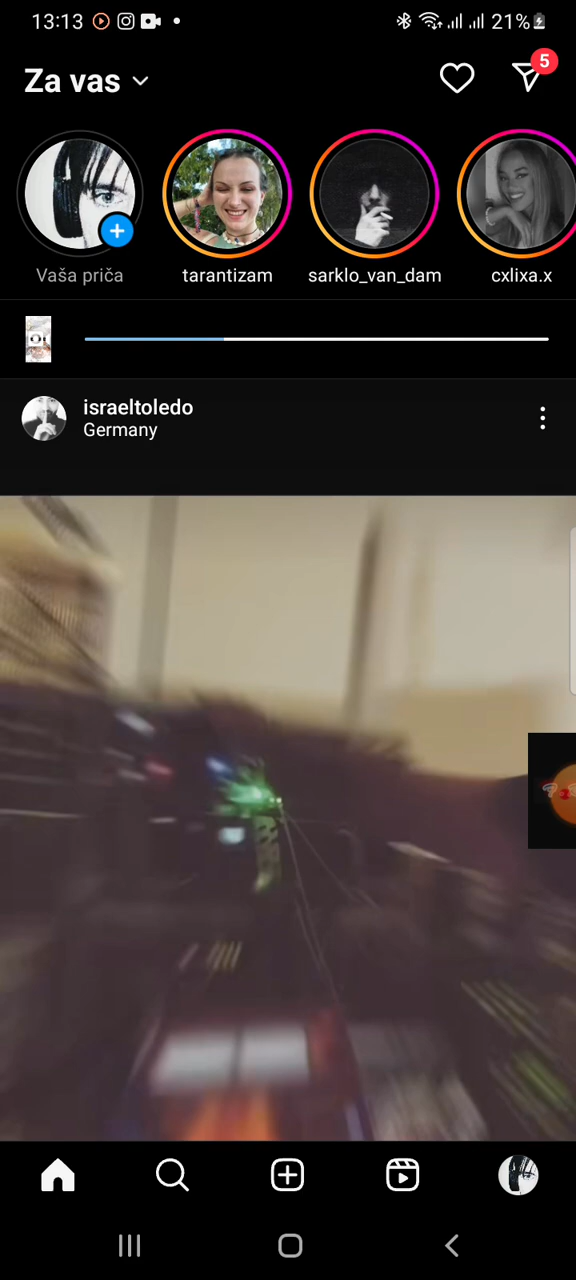 13:13
21%
Za vas
5
Vaša priča
tarantizam
sarklo_van_dam
cxlixa.x
israeltoledo
Germany